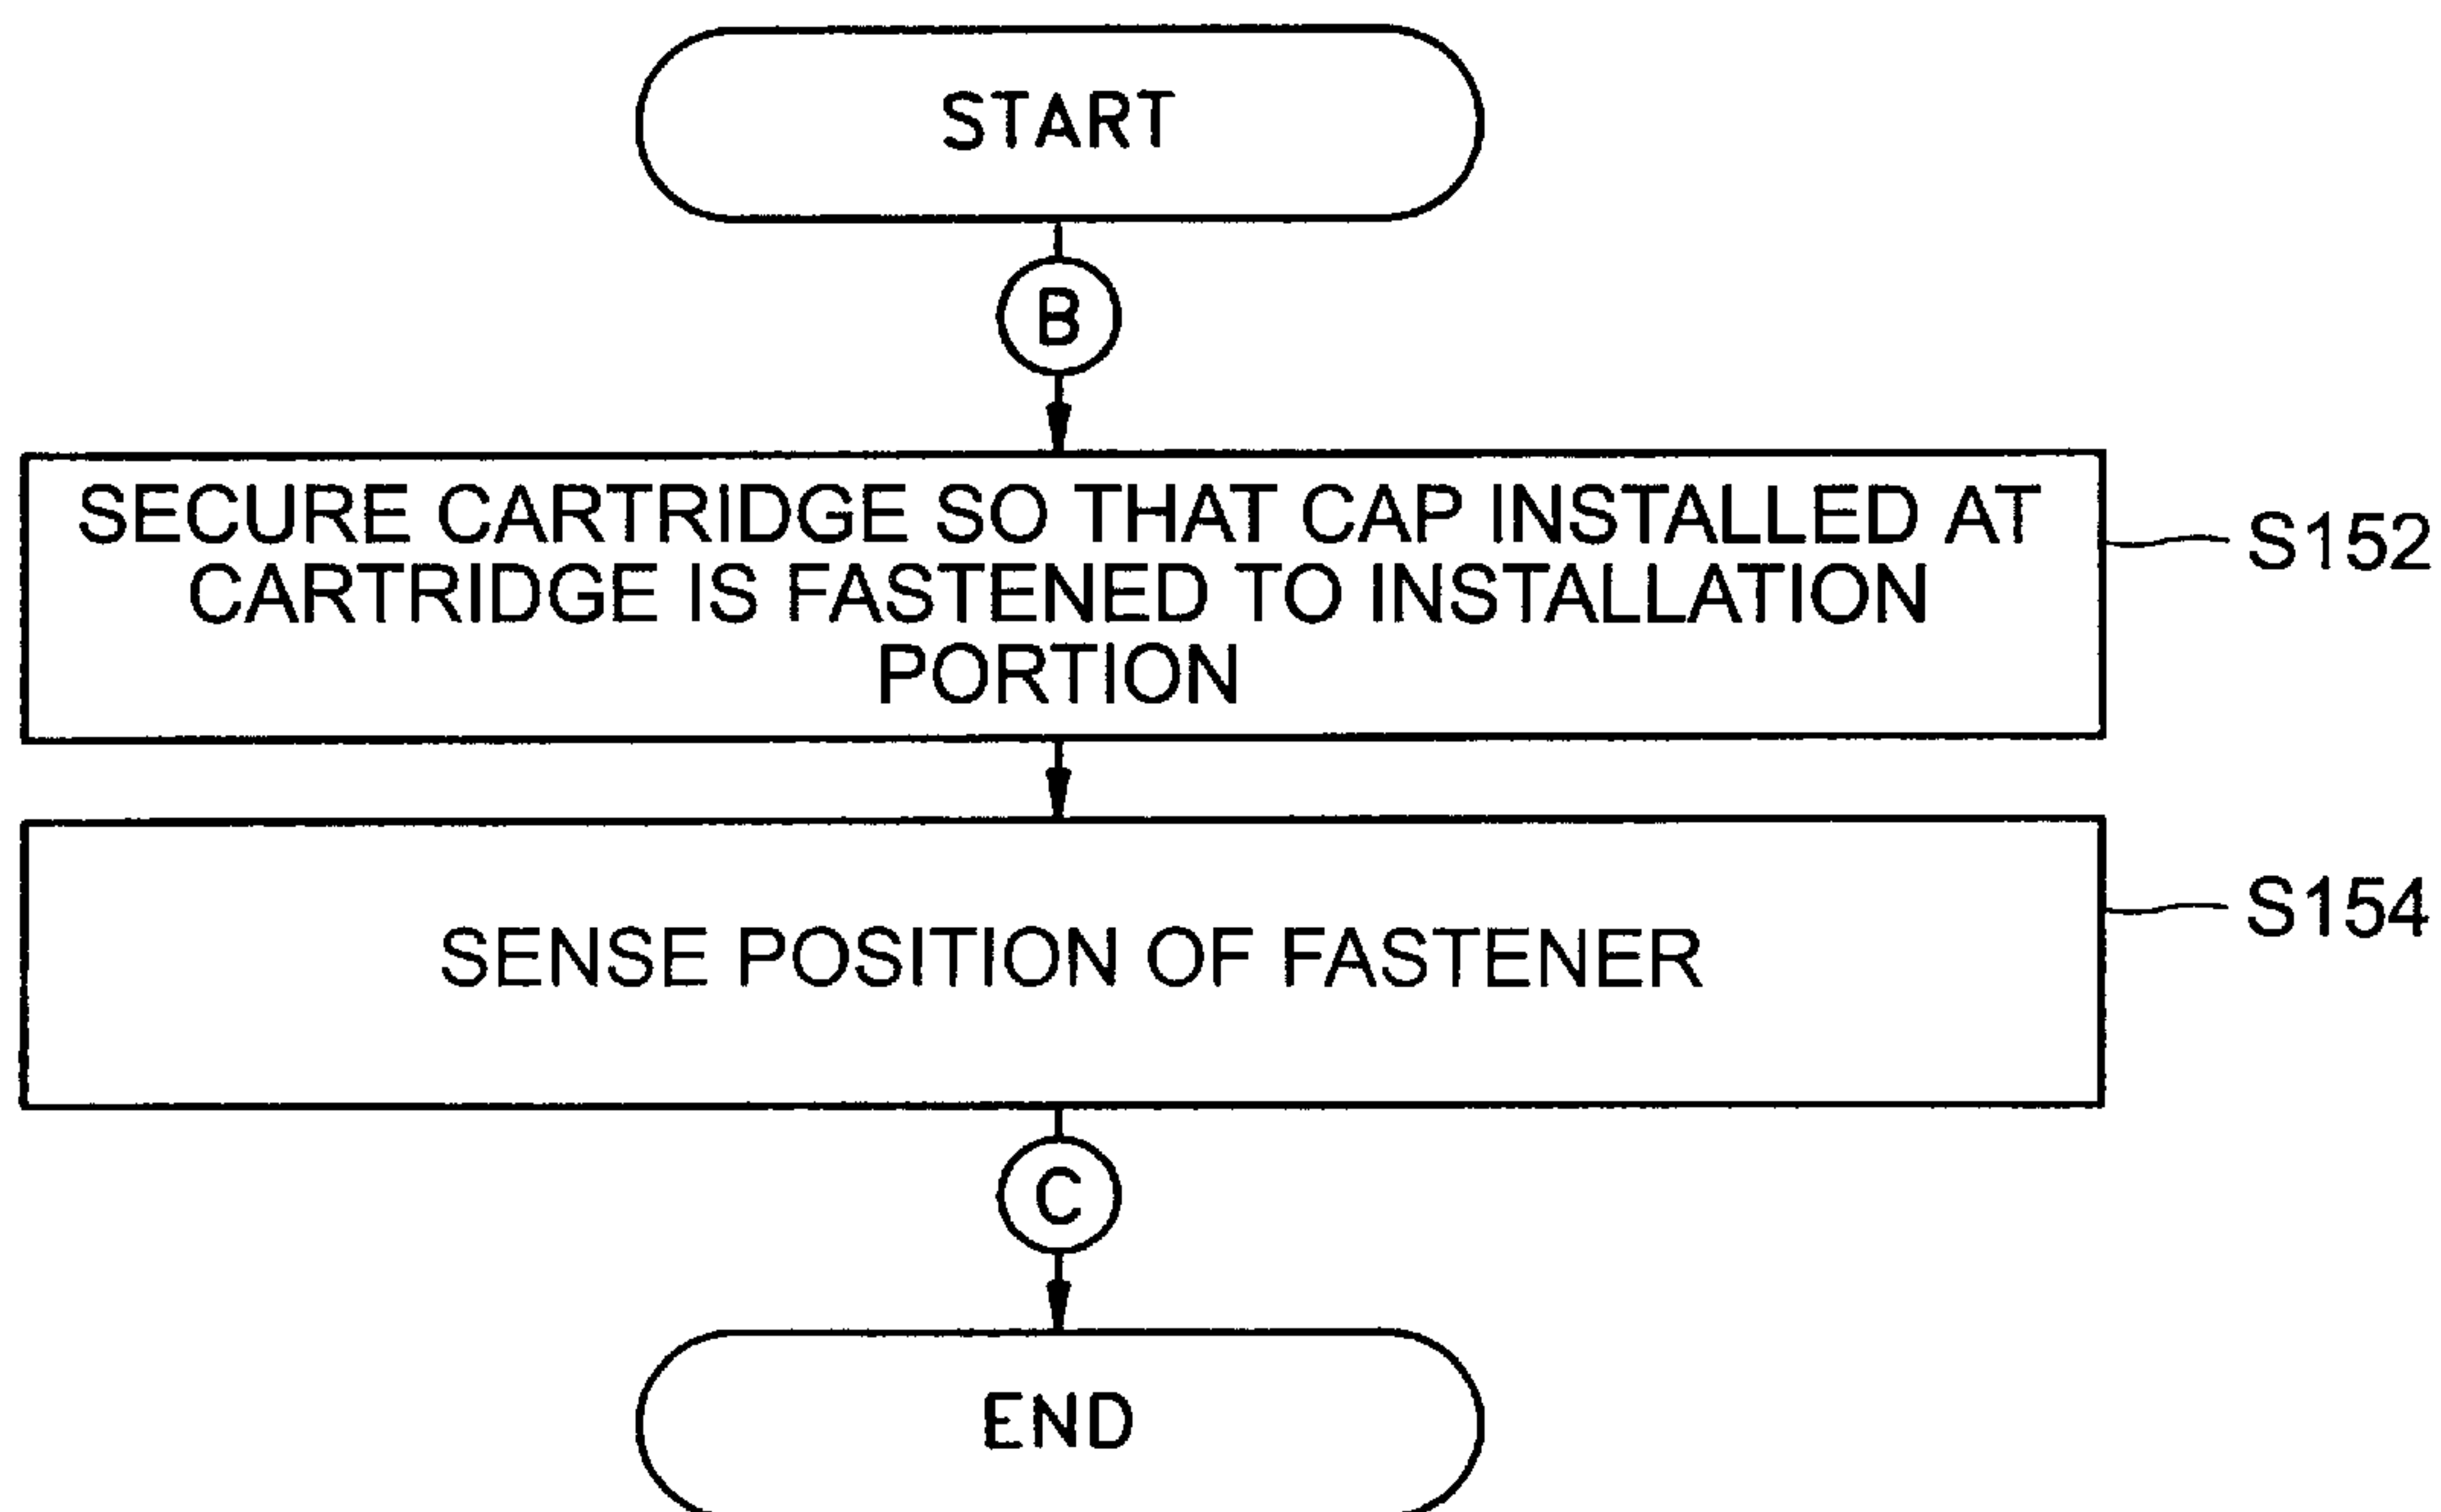 START
B
SECURE CARTRIDGE SO THAT CAP INSTALLED AT
CARTRIDGE IS FASTENED TO INSTALLATION
PORTION
S152
SENSE POSITION OF FASTENER
S154
C
END